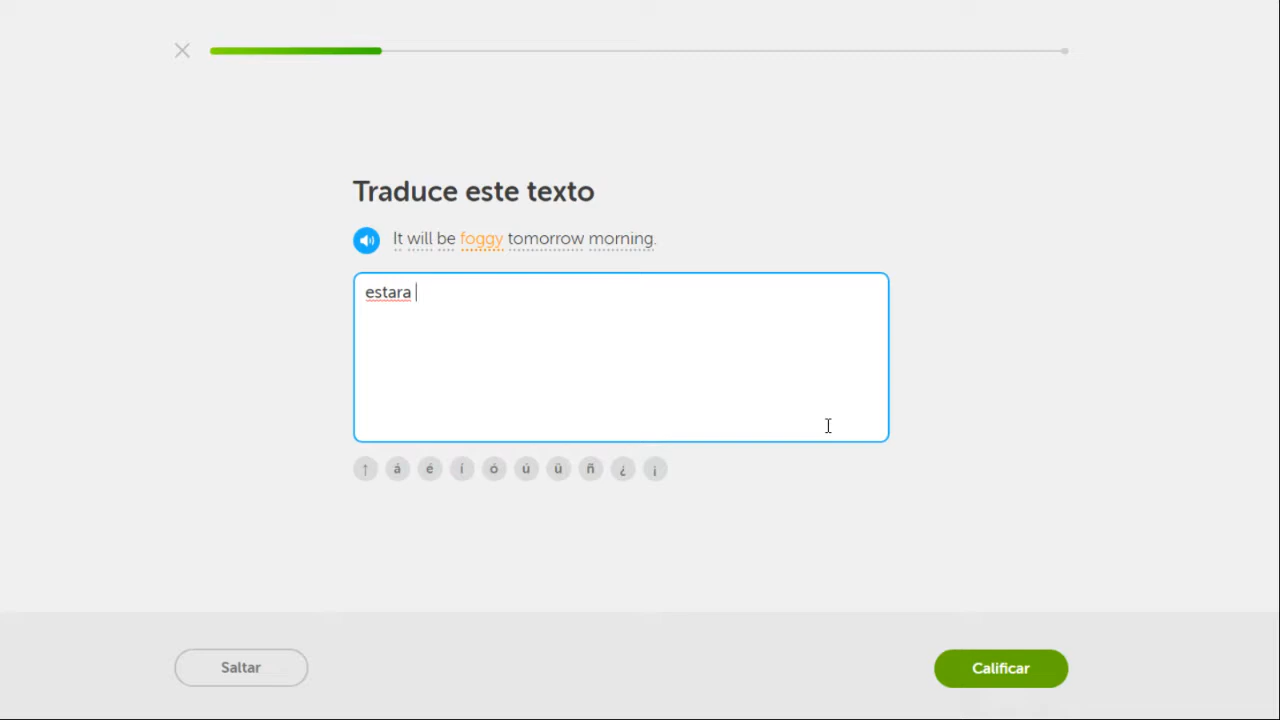 Traduce este texto
It will be foggy tomorrow morning.
estara
↑ á é í ó ú ü ñ ¿ ¡
Saltar
Calificar